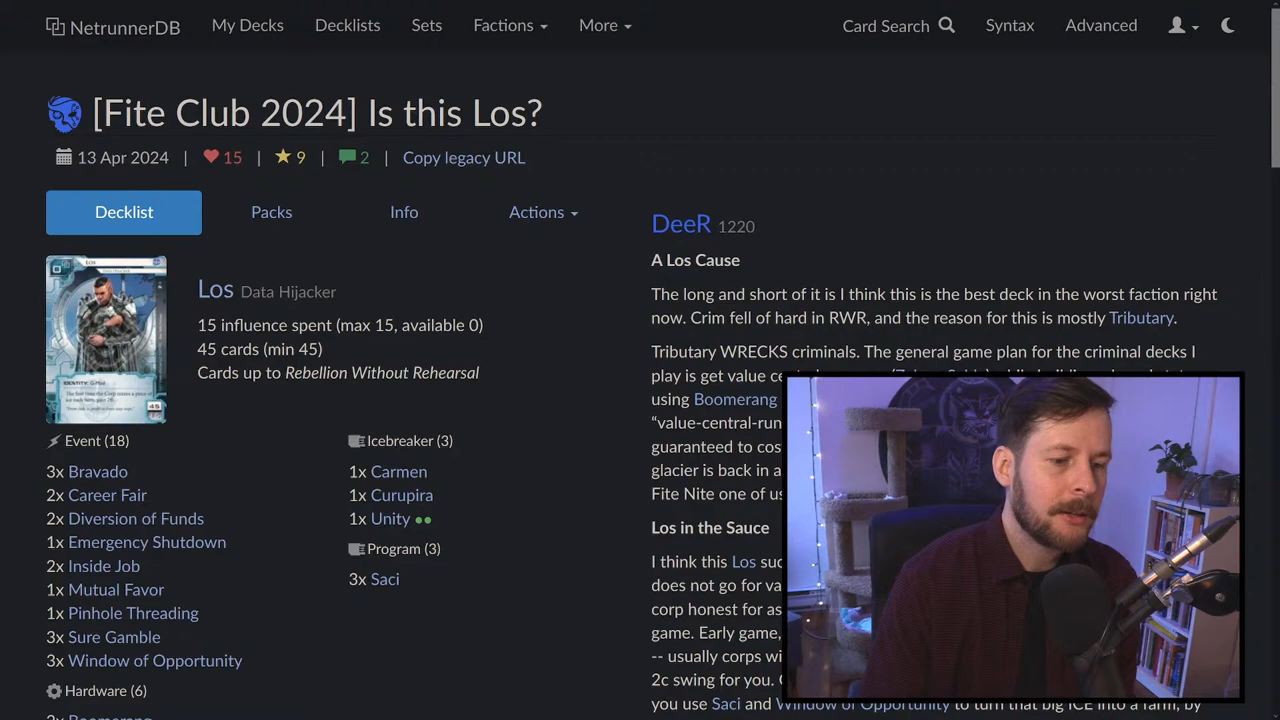 NetrunnerDB My Decks Decklists Sets Factions More Card Search Syntax Advanced
[Fite Club 2024] Is this Los?
13 Apr 2024 | 15 | 9 | 2 | Copy legacy URL
Decklist Packs Info Actions
Los Data Hijacker
15 influence spent (max 15, available 0)
45 cards (min 45)
Cards up to Rebellion Without Rehearsal
Event (18)
3x Bravado
2x Career Fair
2x Diversion of Funds
1x Emergency Shutdown
2x Inside Job
1x Mutual Favor
1x Pinhole Threading
3x Sure Gamble
3x Window of Opportunity
Hardware (6)
Icebreaker (3)
1x Carmen
1x Curupira
1x Unity ●●
Program (3)
3x Saci
DeeR 1220
A Los Cause
The long and short of it is I think this is the best deck in the worst faction right
now. Crim fell of hard in RWR, and the reason for this is mostly Tributary.
Tributary WRECKS criminals. The general game plan for the criminal decks I
play is get value
using Boomerang
"value-central-run
guaranteed to cos
glacier is back in a
Fite Nite one of us
Los in the Sauce
I think this Los suc
does not go for va
corp honest for as
game. Early game,
-- usually corps wi
2c swing for you.
you use Saci and Window of Opportunity to turn that big ICE into a farm, by